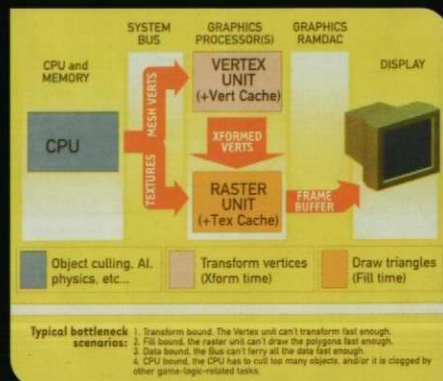 SYSTEM
BUS
GRAPHICS
PROCESSOR(S)
GRAPHICS
RAMDAC
CPU and
MEMORY
DISPLAY
MESH VERTS
VERTEX
UNIT
(+Vert Cache)
CPU
XFORMED
VERTS
TEXTURES
RASTER
UNIT
(+Tex Cache)
FRAME
BUFFER
Object culling, AI,
physics, etc...
Transform vertices
(Xform time)
Draw triangles
(Fill time)
Typical bottleneck
scenarios:
1. Transform bound. The Vertex unit can't transform fast enough.
2. Fill bound, the raster unit can't draw the polygons fast enough.
3. Data bound, the Bus can't ferry all the data fast enough.
4. CPU bound, the CPU has to cull too many objects, and/or it is clogged by
other game-logic-related tasks.